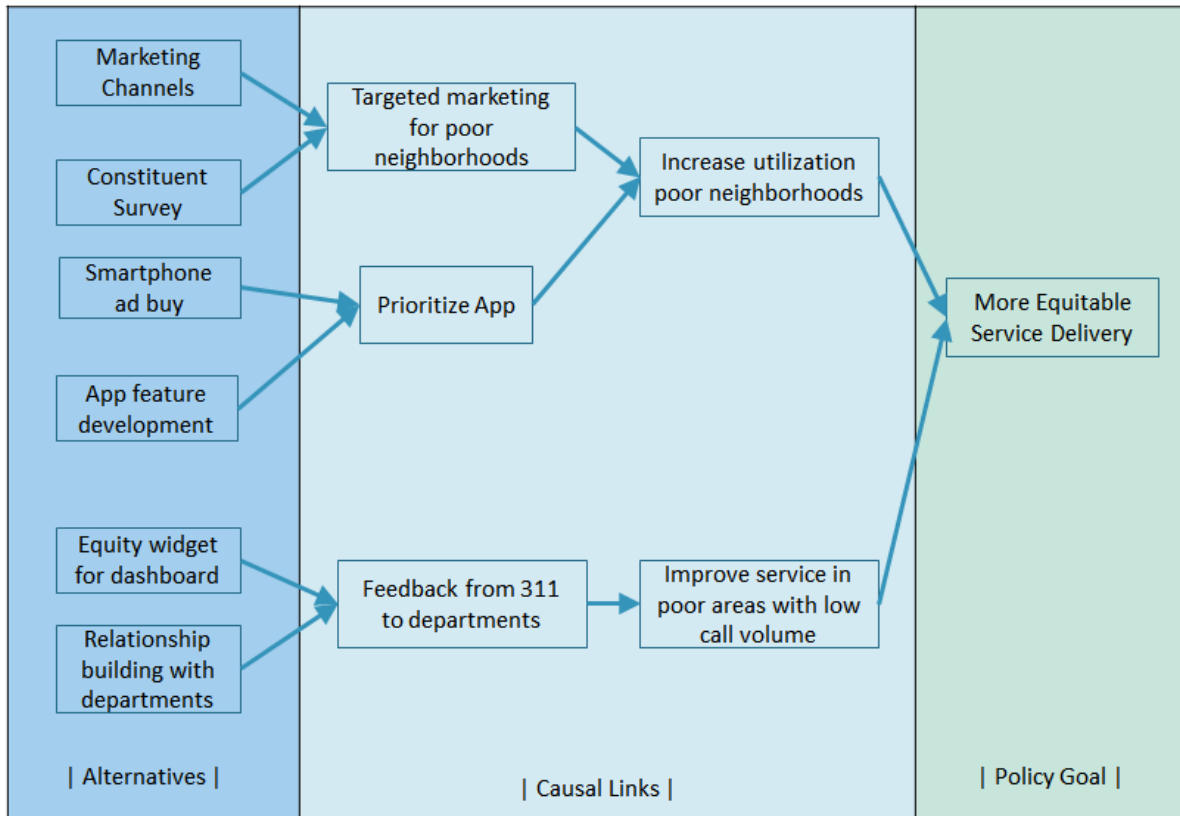 Marketing
Channels
Constituent
Survey
Smartphone
ad buy
App feature
development
Equity widget
for dashboard
Relationship
building with
departments
| Alternatives |
Targeted marketing
for poor
neighborhoods
Prioritize App
Feedback from 311
to departments
Increase utilization
poor neighborhoods
Improve service in
poor areas with low
call volume
| Causal Links |
More Equitable
Service Delivery
| Policy Goal |